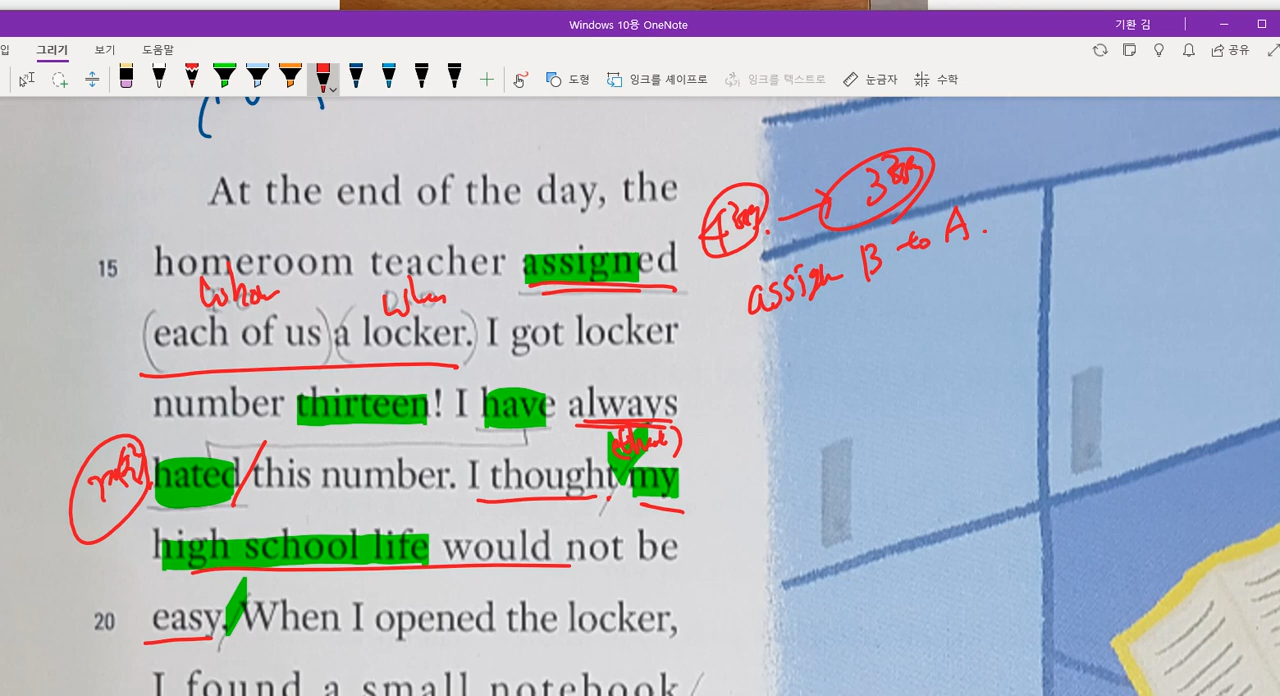 Windows 10용 OneNote
기환 김
입 그리기 보기 도움말
공유
도형 잉크를 셰이프로 잉크를 텍스트로 눈금자 수학
At the end of the day, the
15 homeroom teacher assigned
each of us a locker. I got locker
number thirteen! I have always
hated this number. I thought my
high school life would not be
20 easy. When I opened the locker,
I found a small notebook
assign B to A.